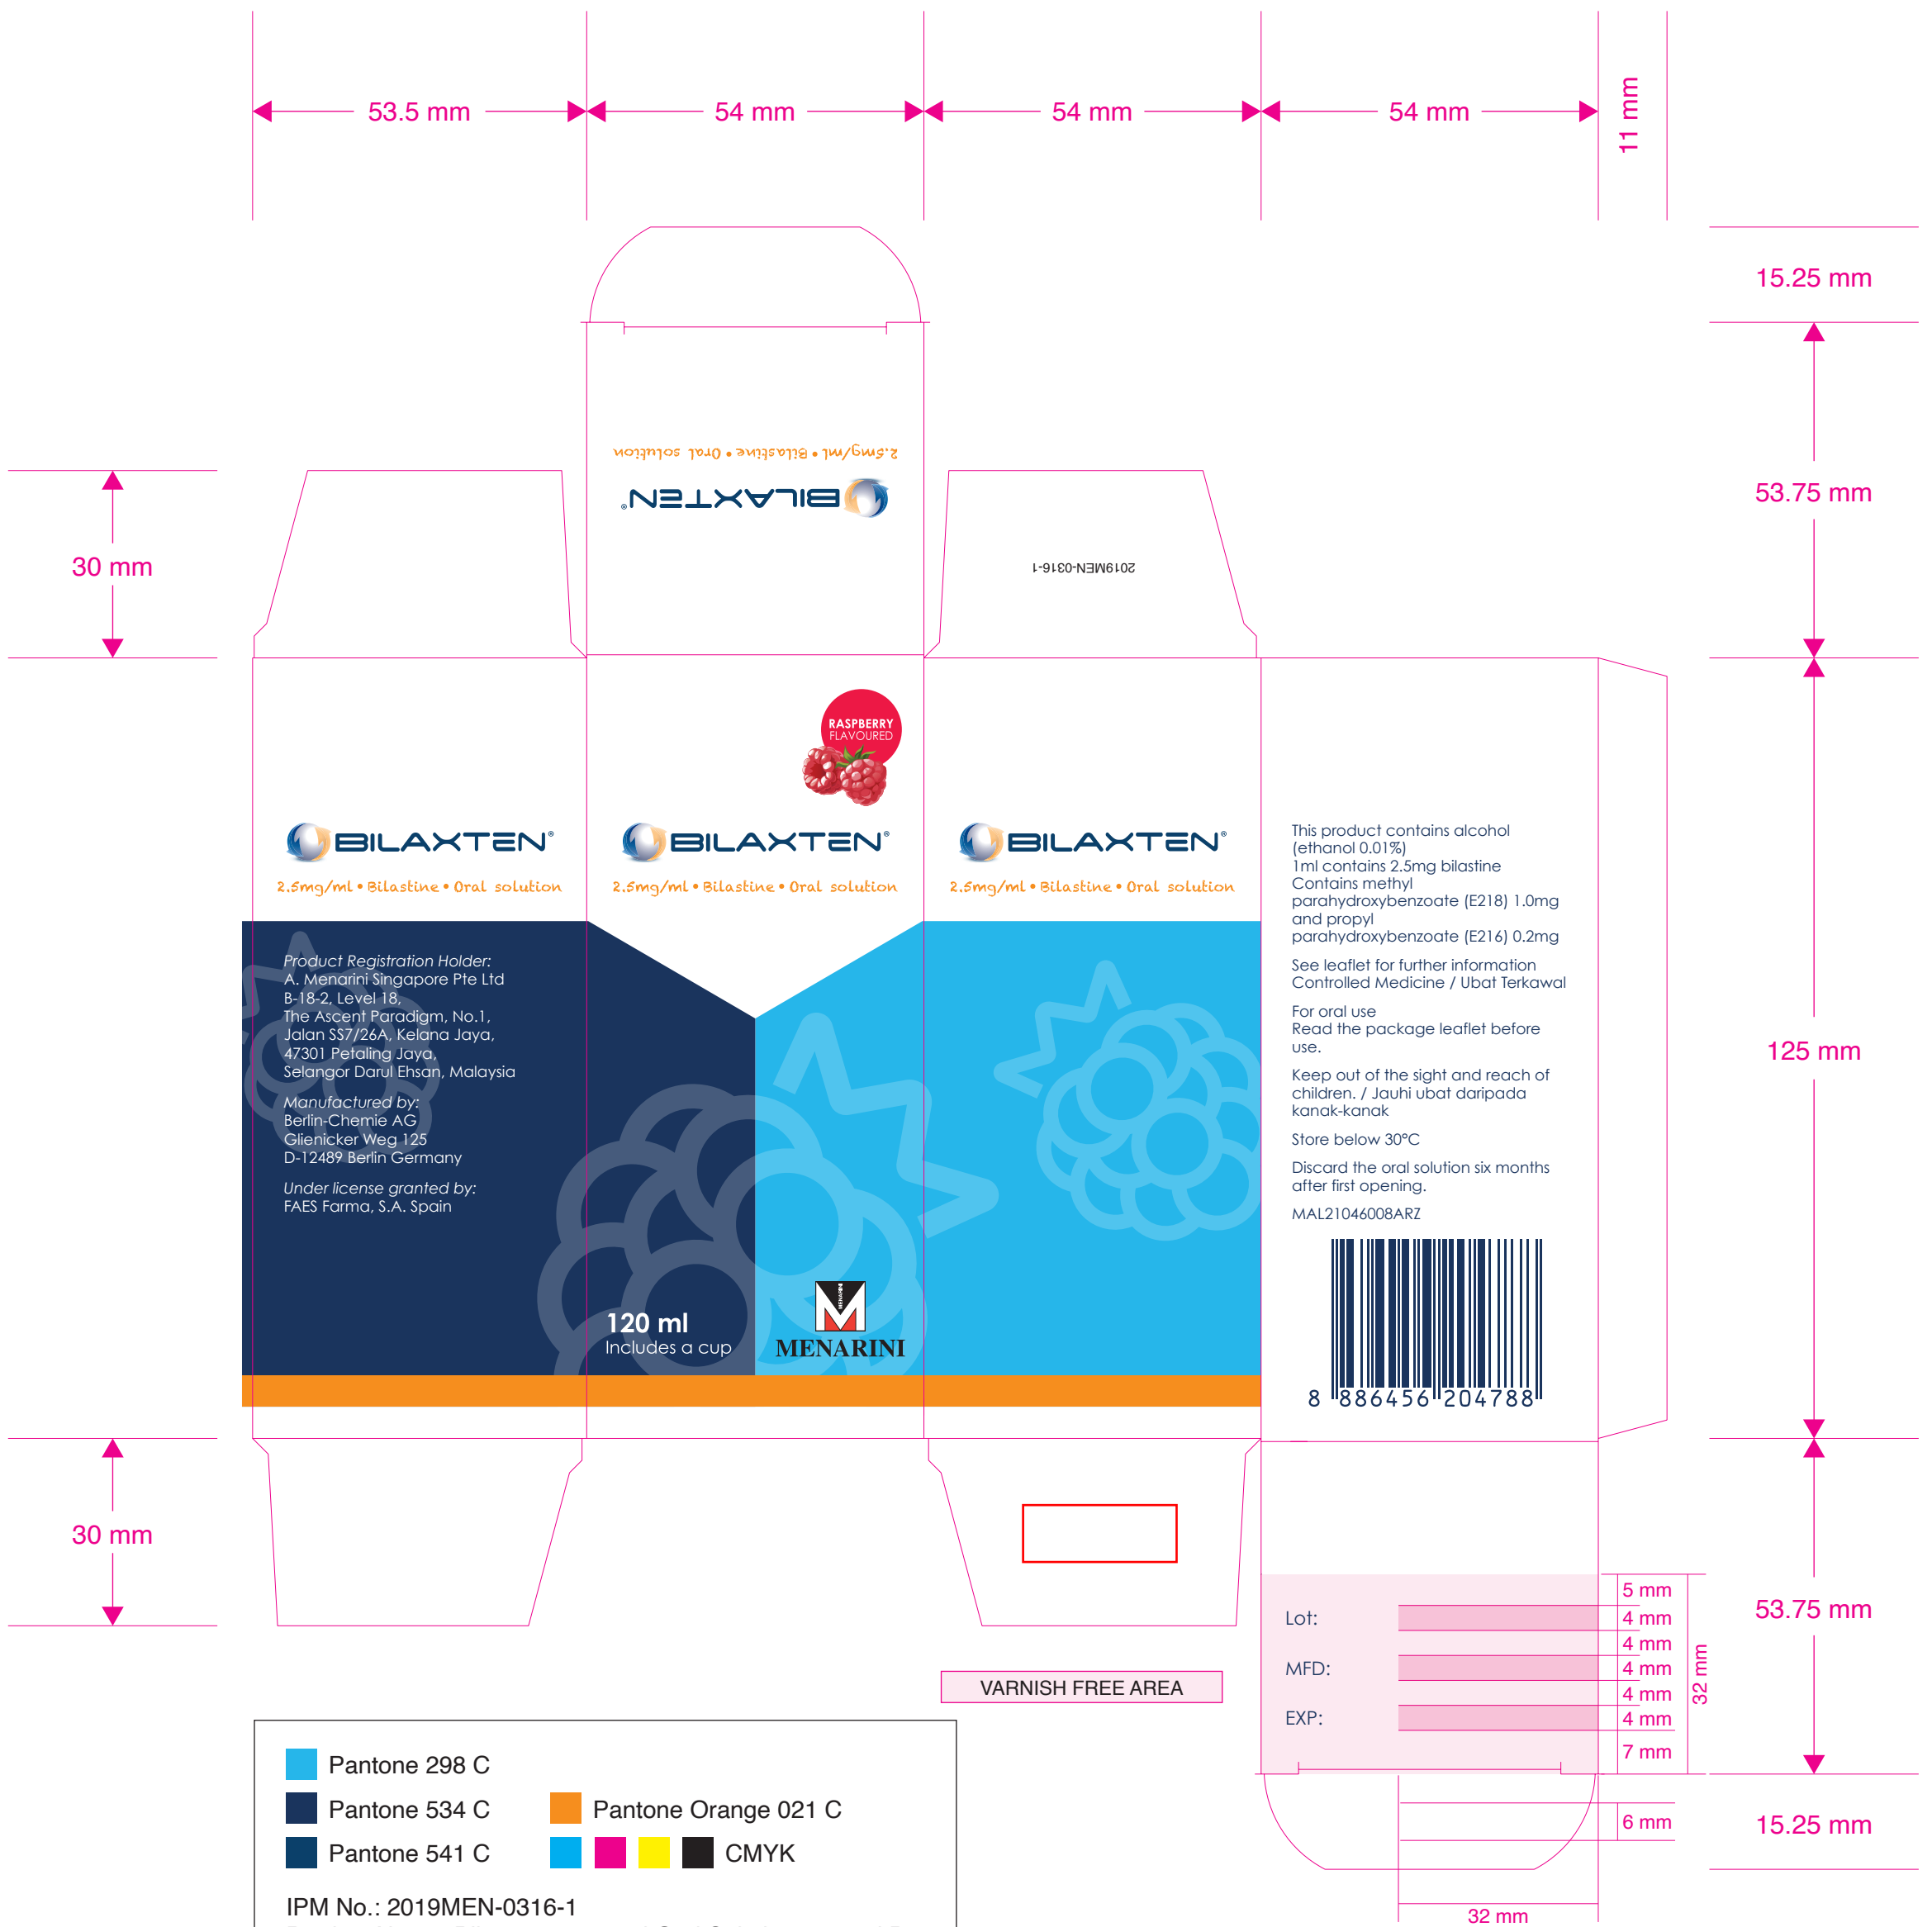 53.5 mm
54 mm
54 mm
54 mm
11 mm
15.25 mm
53.75 mm
30 mm
2.5mg/ml • Bilastine • Oral solution
BILAXTEN®
2019MEN-0316-1
125 mm
RASPBERRY
FLAVOURED
BILAXTEN®
2.5mg/ml • Bilastine • Oral solution
BILAXTEN®
2.5mg/ml • Bilastine • Oral solution
BILAXTEN®
2.5mg/ml • Bilastine • Oral solution
Product Registration Holder:
A. Menarini Singapore Pte Ltd
B-18-2, Level 18,
The Ascent Paradigm, No.1,
Jalan SS7/26A, Kelana Jaya,
47301 Petaling Jaya,
Selangor Darul Ehsan, Malaysia
Manufactured by:
Berlin-Chemie AG
Glienicker Weg 125
D-12489 Berlin Germany
Under license granted by:
FAES Farma, S.A. Spain
120 ml
Includes a cup
MENARINI
MENARINI
This product contains alcohol
(ethanol 0.01%)
1ml contains 2.5mg bilastine
Contains methyl
parahydroxybenzoate (E218) 1.0mg
and propyl
parahydroxybenzoate (E216) 0.2mg
See leaflet for further information
Controlled Medicine / Ubat Terkawal
For oral use
Read the package leaflet before
use.
Keep out of the sight and reach of
children. / Jauhi ubat daripada
kanak-kanak
Store below 30ºC
Discard the oral solution six months
after first opening.
MAL21046008ARZ
8 886456 204788
30 mm
53.75 mm
Lot:
MFD:
EXP:
5 mm
4 mm
4 mm
4 mm
4 mm
4 mm
7 mm
32 mm
6 mm
15.25 mm
32 mm
VARNISH FREE AREA
Pantone 298 C
Pantone 534 C
Pantone Orange 021 C
Pantone 541 C
CMYK
IPM No.: 2019MEN-0316-1